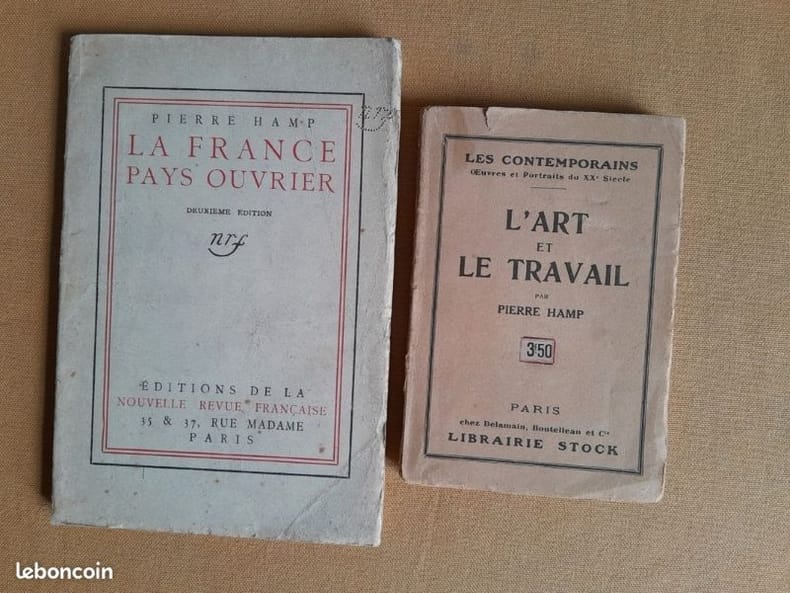 PIERRE HAMP
LA FRANCE
PAYS OUVRIER
DEUXIEME EDITION
nrf
ÉDITIONS DE LA
NOUVELLE REVUE FRANÇAISE
35 & 37, RUE MADAME
PARIS
nrf
LES CONTEMPORAINS
Œuvres et Portraits du XXe Siècle
L'ART
ET
LE TRAVAIL
PAR
PIERRE HAMP
3f50
PARIS
chez Delamain, Boutelleau et Cie
LIBRAIRIE STOCK
leboncoin